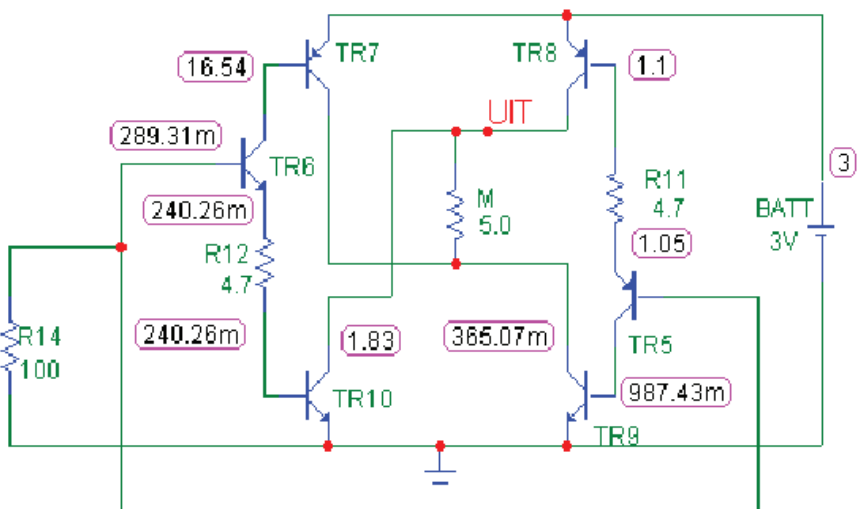 TR7
TR8
16.54
1.1
UIT
289.31m
TR6
3
R11
4.7
M
5.0
240.26m
BATT
3V
R12
4.7
1.05
R14
100
240.26m
1.83
365.07m
TR5
TR10
987.43m
TR9